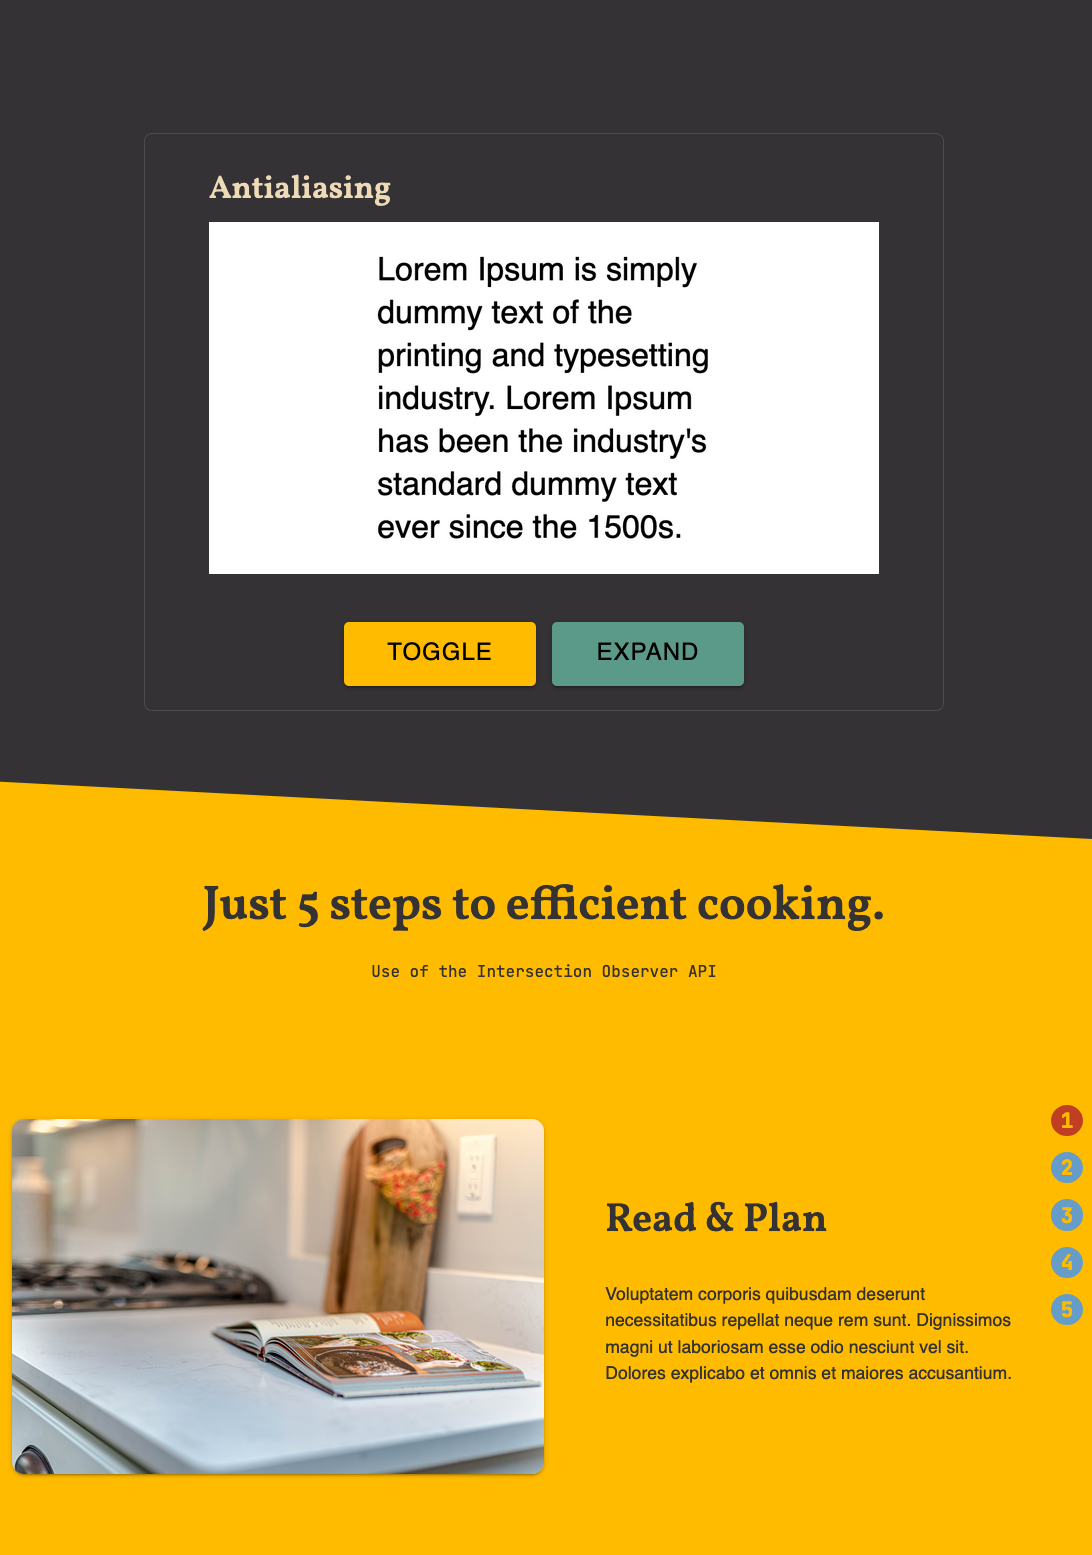 Antialiasing
Lorem Ipsum is simply
dummy text of the
printing and typesetting
industry. Lorem Ipsum
has been the industry's
standard dummy text
ever since the 1500s.
TOGGLE EXPAND
Just 5 steps to efficient cooking.
Use of the Intersection Observer API
1
2
3
4
5
Read & Plan
Voluptatem corporis quibusdam deserunt
necessitatibus repellat neque rem sunt. Dignissimos
magni ut laboriosam esse odio nesciunt vel sit.
Dolores explicabo et omnis et maiores accusantium.